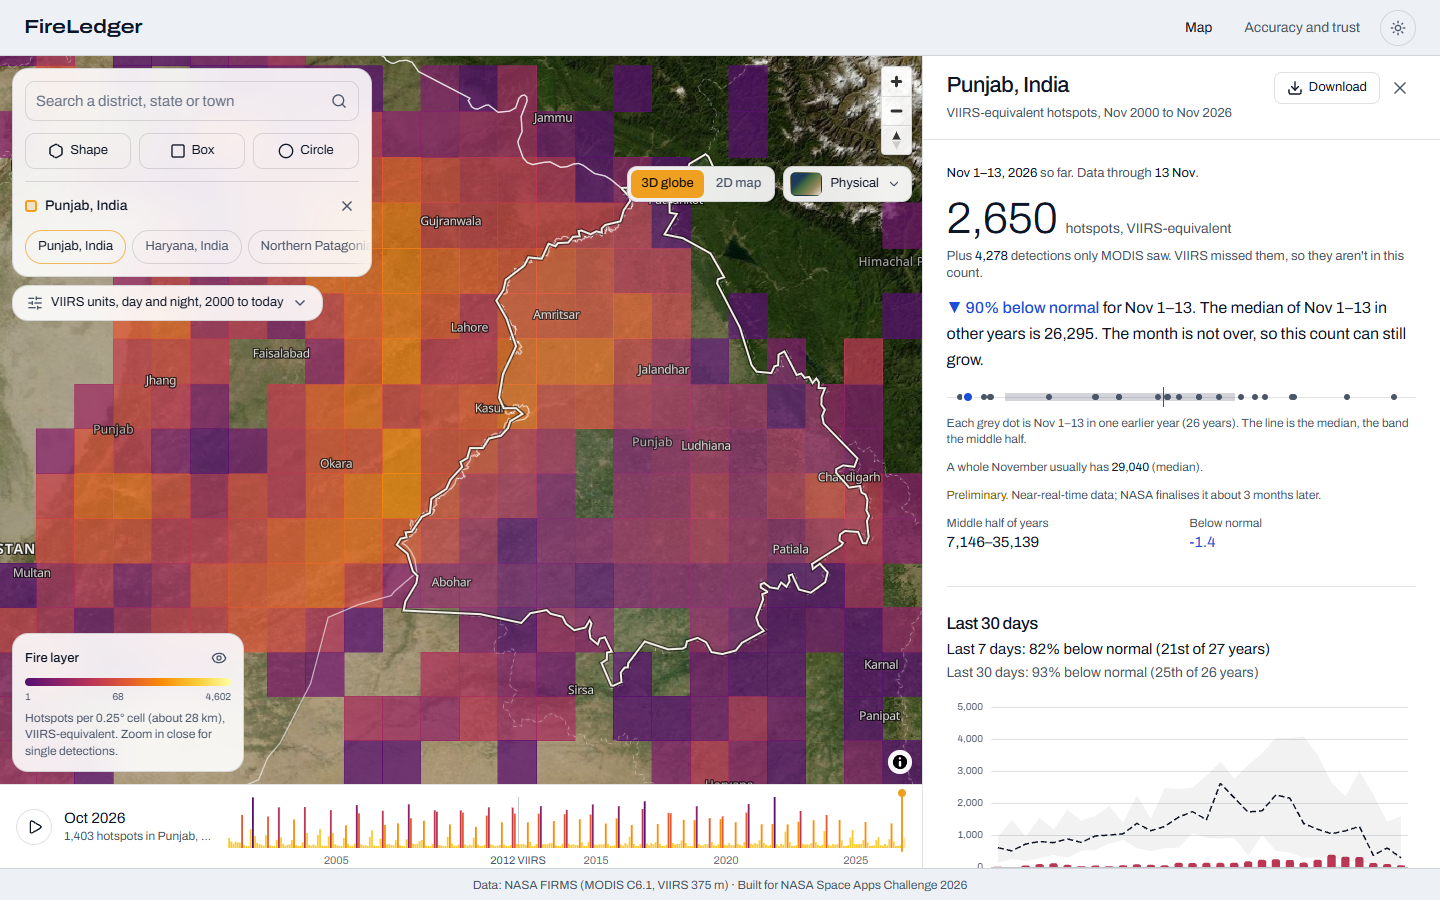 FireLedger
Map
Accuracy and trust
Search a district, state or town
Shape
Box
Circle
Punjab, India
Punjab, India
Haryana, India
Northern Patagonia
VIIRS units, day and night, 2000 to today
3D globe
2D map
Physical
Jammu
Gujranwala
Himachal P
Amritsar
Lahore
Faisalabad
Jalandhar
Jhang
Kasur
Punjab
Punjab
Ludhiana
Okara
Chandigarh
STAN
Patiala
Multan
Abohar
Karnal
Sirsa
Panipat
Fire layer
1
68
4,602
Hotspots per 0.25° cell (about 28 km),
VIIRS-equivalent. Zoom in close for
single detections.
Oct 2026
1,403 hotspots in Punjab, ...
2005
2012 VIIRS
2015
2020
2025
Punjab, India
VIIRS-equivalent hotspots, Nov 2000 to Nov 2026
Download
Nov 1–13, 2026 so far. Data through 13 Nov.
2,650 hotspots, VIIRS-equivalent
Plus 4,278 detections only MODIS saw. VIIRS missed them, so they aren't in this
count.
▼ 90% below normal for Nov 1–13. The median of Nov 1–13 in
other years is 26,295. The month is not over, so this count can still
grow.
Each grey dot is Nov 1–13 in one earlier year (26 years). The line is the median, the band
the middle half.
A whole November usually has 29,040 (median).
Preliminary. Near-real-time data; NASA finalises it about 3 months later.
Middle half of years
7,146–35,139
Below normal
-1.4
Last 30 days
Last 7 days: 82% below normal (21st of 27 years)
Last 30 days: 93% below normal (25th of 26 years)
5,000
4,000
3,000
2,000
1,000
0
Data: NASA FIRMS (MODIS C6.1, VIIRS 375 m) · Built for NASA Space Apps Challenge 2026